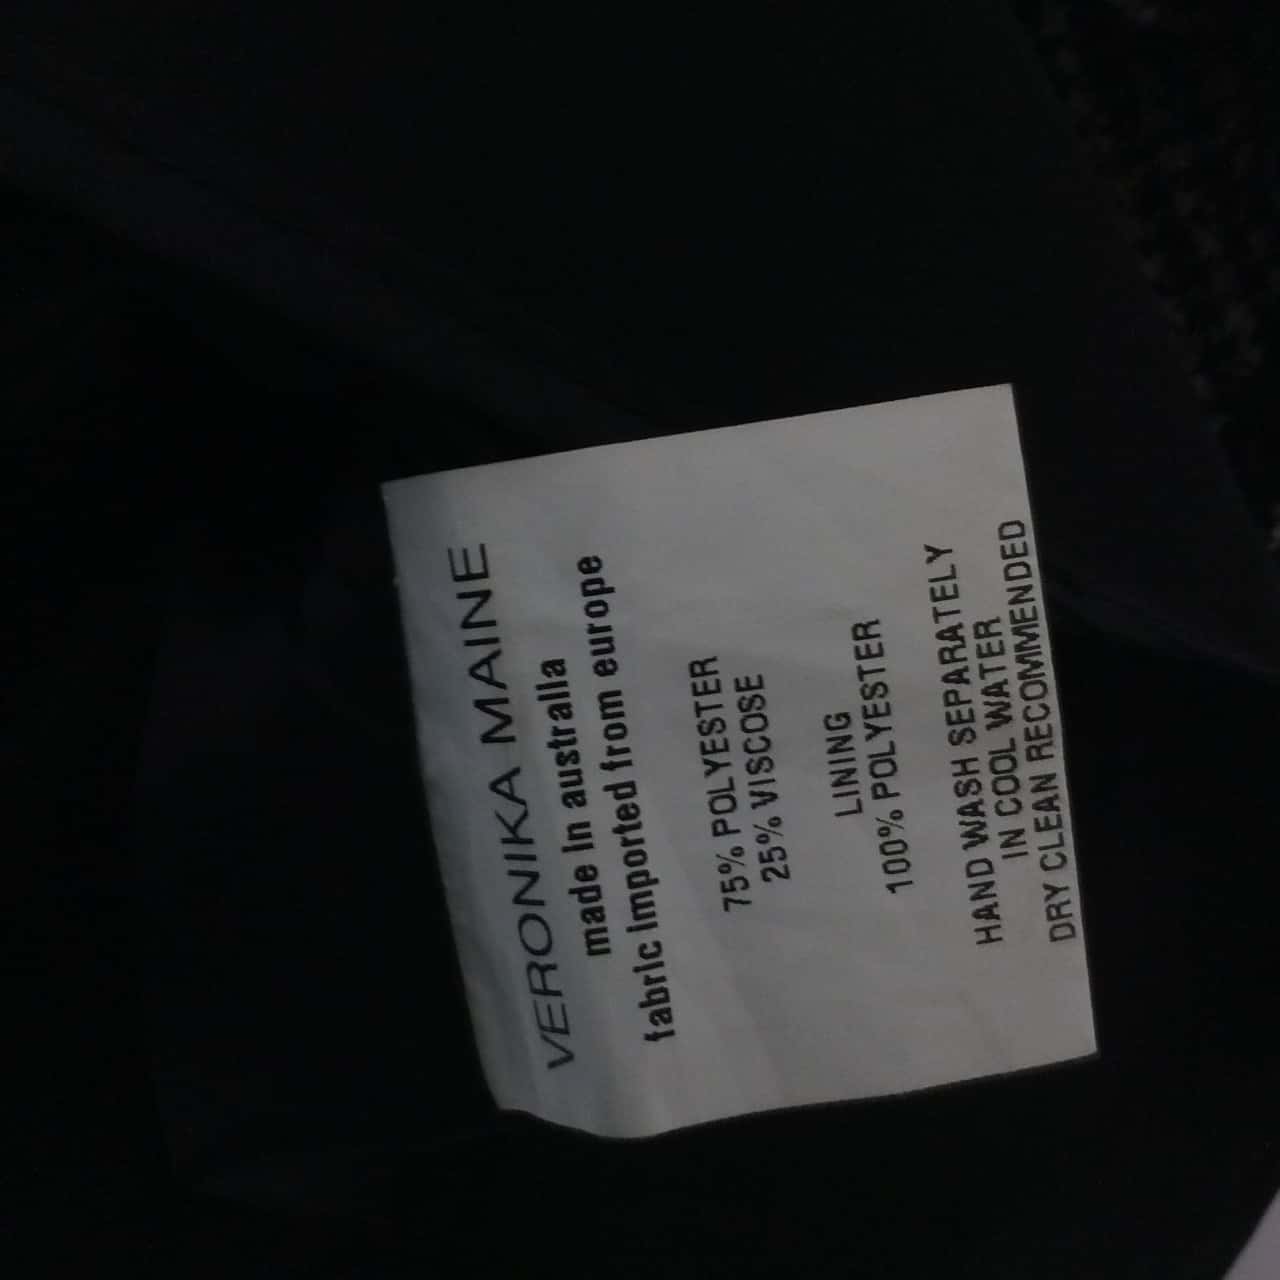 VERONIKA MAINE
made in australia
fabric imported from europe
75% POLYESTER
25% VISCOSE
LINING
100% POLYESTER
HAND WASH SEPARATELY
IN COOL WATER
DRY CLEAN RECOMMENDED